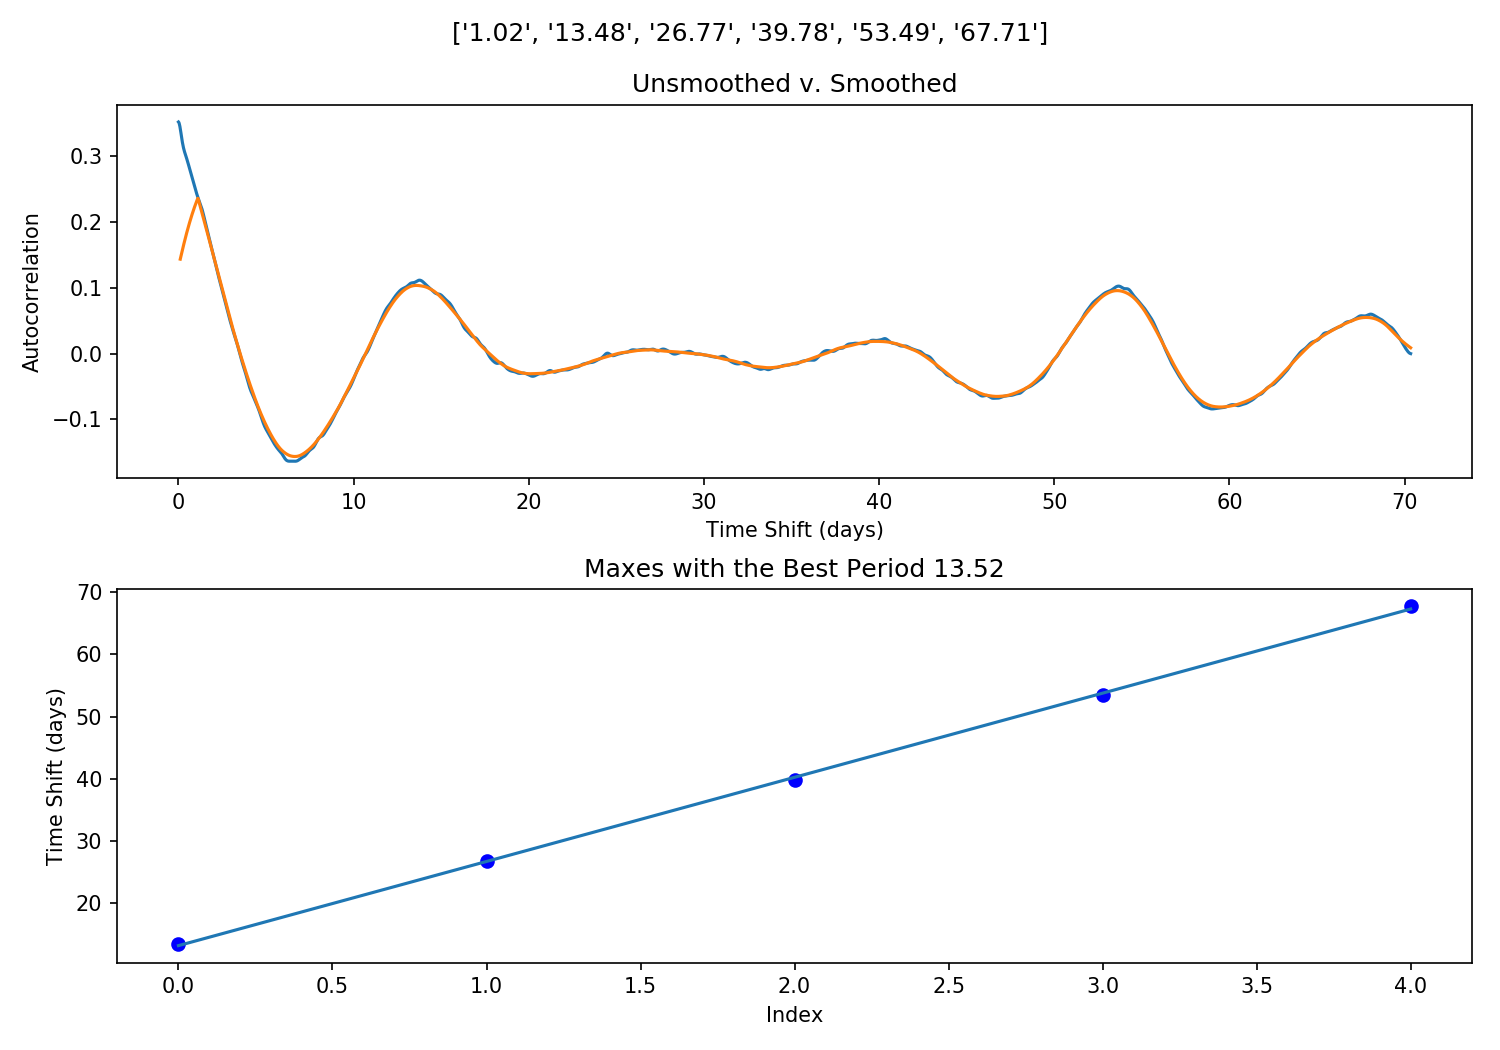 ['1.02', '13.48', '26.77', '39.78', '53.49', '67.71']
Unsmoothed v. Smoothed
Autocorrelation
0.3
0.2
0.1
0.0
−0.1
0 10 20 30 40 50 60 70
Time Shift (days)
Maxes with the Best Period 13.52
Time Shift (days)
70
60
50
40
30
20
0.0 0.5 1.0 1.5 2.0 2.5 3.0 3.5 4.0
Index